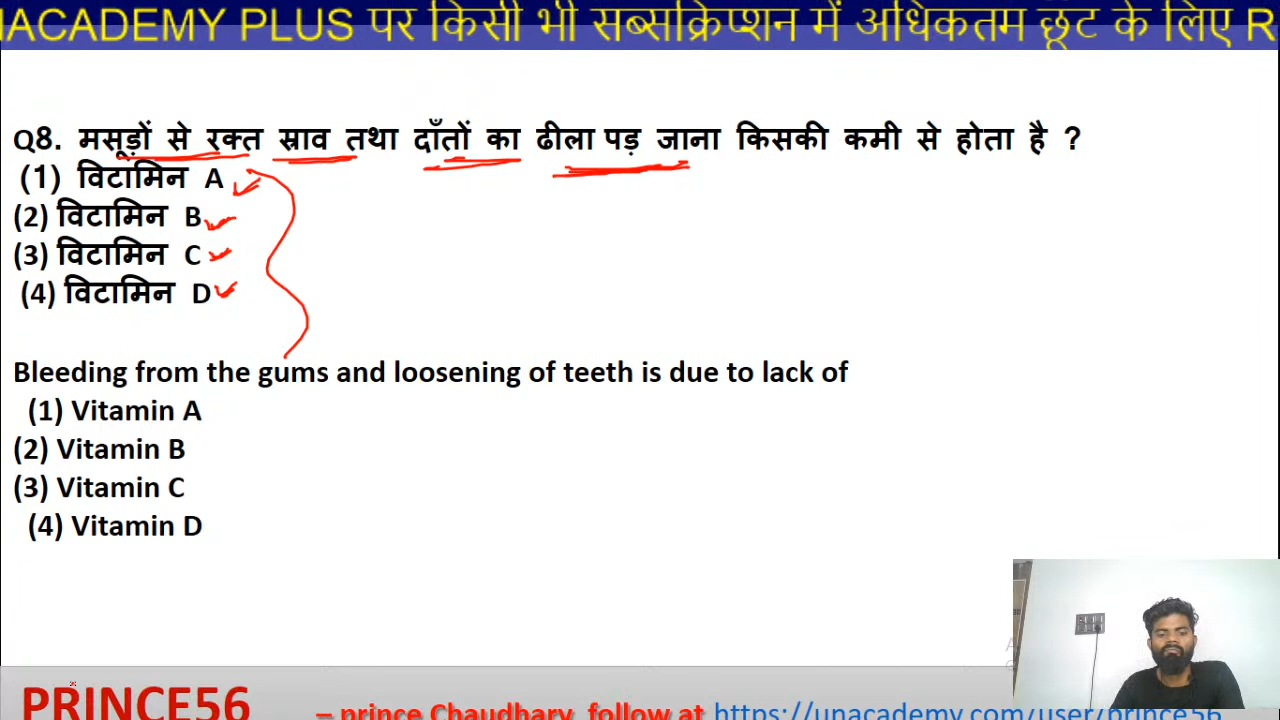 NACADEMY PLUS पर किसी भी सब्सक्रिप्शन में अधिकतम छूट के लिए R
Q8. मसूड़ों से रक्त स्राव तथा दाँतों का ढीला पड़ जाना किसकी कमी से होता है ?
(1) विटामिन A
(2) विटामिन B
(3) विटामिन C
(4) विटामिन D
Bleeding from the gums and loosening of teeth is due to lack of
(1) Vitamin A
(2) Vitamin B
(3) Vitamin C
(4) Vitamin D
PRINCE56 – prince Chaudhary follow at https://unacademy.com/user/prince56